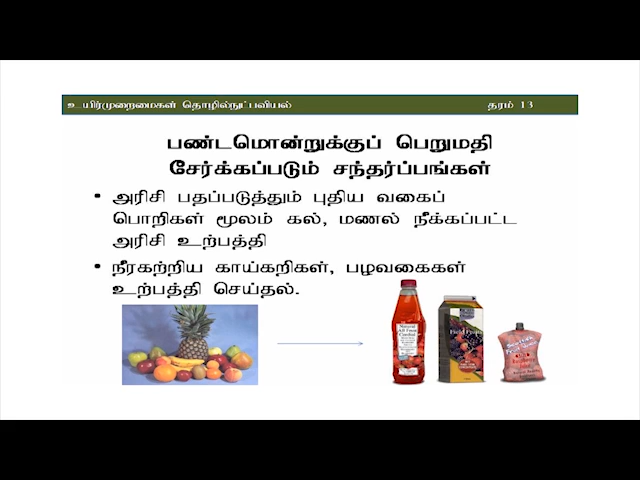 உயிர்முறைமைகள் தொழில்நுட்பவியல் தரம் 13
பண்டமொன்றுக்குப் பெறுமதி
சேர்க்கப்படும் சந்தர்ப்பங்கள்
• அரிசி பதப்படுத்தும் புதிய வகைப்
பொறிகள் மூலம் கல், மணல் நீக்கப்பட்ட
அரிசி உற்பத்தி
• நீரகற்றிய காய்கறிகள், பழவகைகள்
உற்பத்தி செய்தல்.